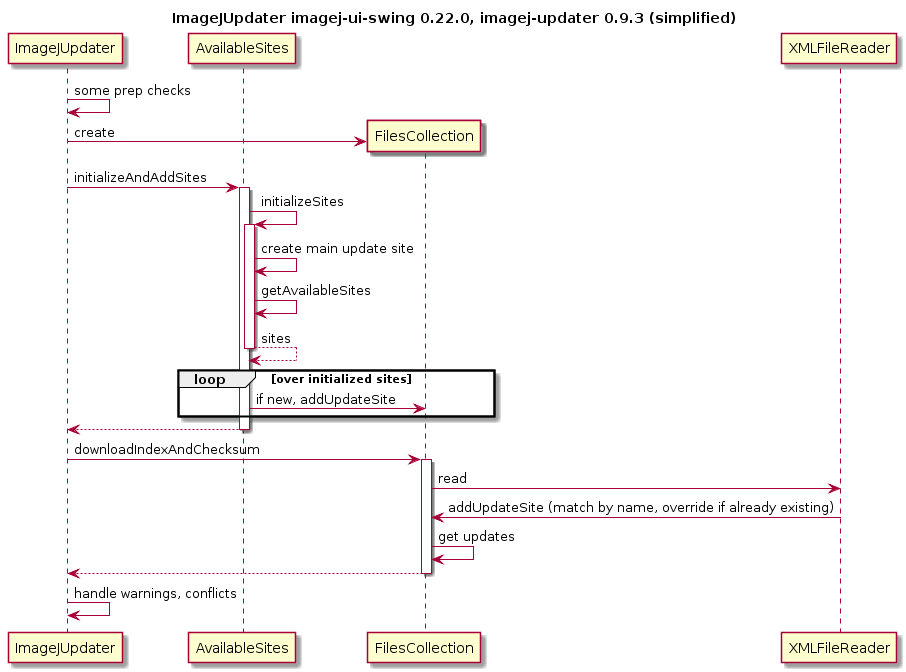 ImageJUpdater imagej-ui-swing 0.22.0, imagej-updater 0.9.3 (simplified)
ImageJUpdater
AvailableSites
XMLFileReader
some prep checks
create
FilesCollection
initializeAndAddSites
initializeSites
create main update site
getAvailableSites
sites
loop
[over initialized sites]
if new, addUpdateSite
downloadIndexAndChecksum
read
addUpdateSite (match by name, override if already existing)
get updates
handle warnings, conflicts
ImageJUpdater
AvailableSites
FilesCollection
XMLFileReader